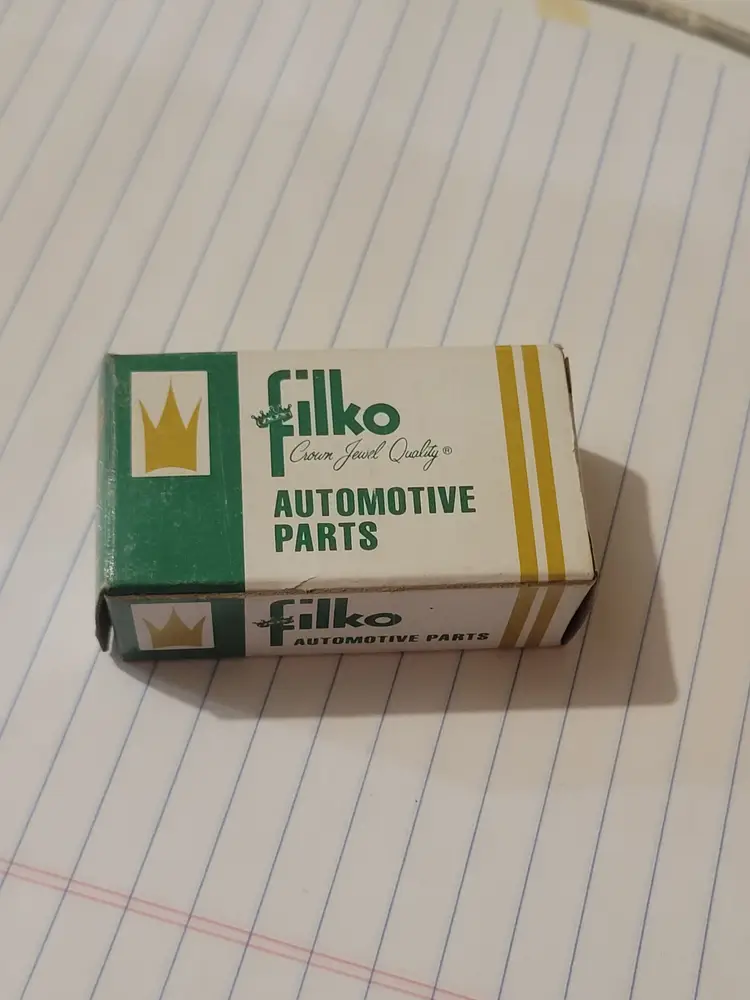 filko
Crown Jewel Quality®
AUTOMOTIVE
PARTS
filko
AUTOMOTIVE PARTS